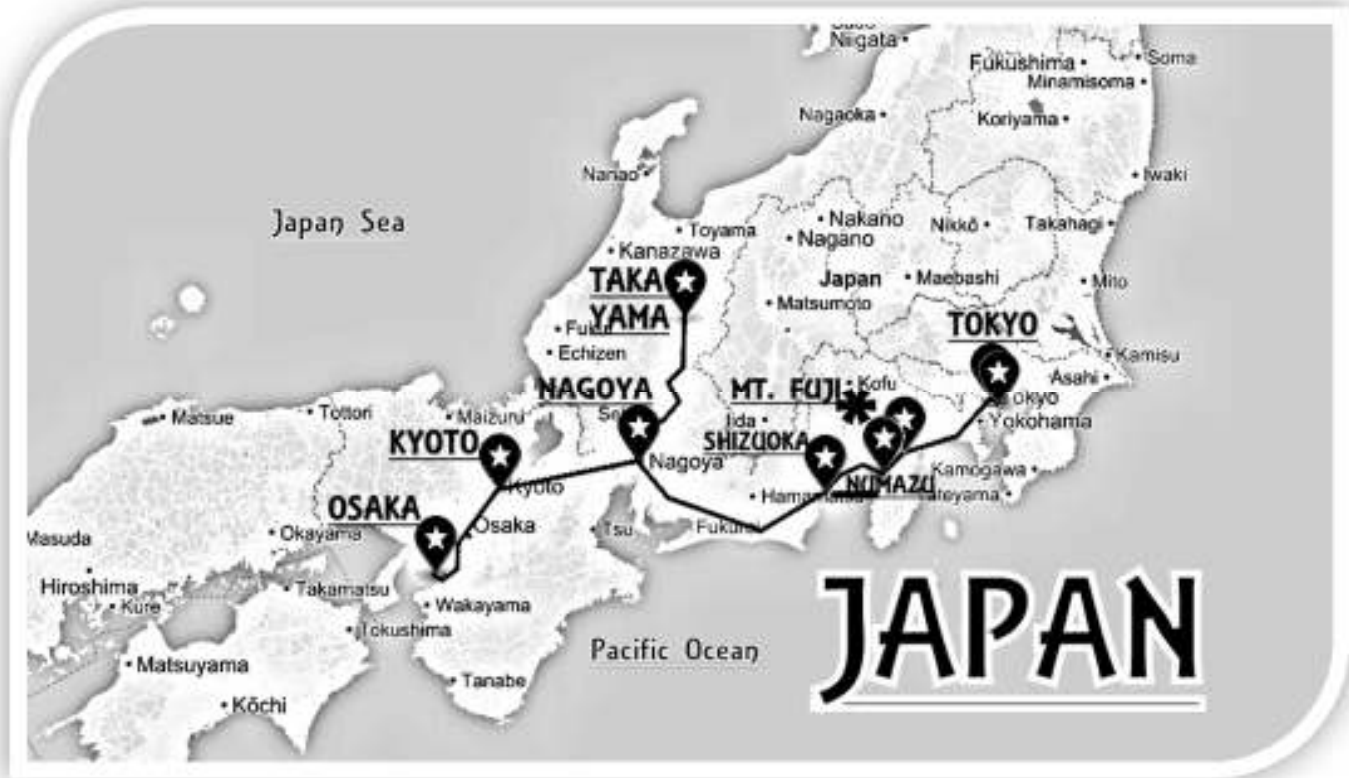 Niigata
Fukushima
Soma
Minamisoma
Nagaoka
Koriyama
Nanao
Iwaki
Japan Sea
Toyama
Nakano
Nikkō
Takahagi
Kanazawa
Nagano
TAKA
YAMA
Japan
Maebashi
Mito
Matsumoto
TOKYO
Echizen
Kamisu
NAGOYA
MT. FUJI
Kofu
Asahi
Matsue
Tottori
Maizuru
Iida
Yokohama
KYOTO
SHIZUOKA
Nagoya
Kamogawa
Kyoto
NUMAZU
OSAKA
Osaka
Tsu
Okayama
Masuda
Hiroshima
Takamatsu
Kure
Wakayama
Tokushima
JAPAN
Pacific Ocean
Matsuyama
Tanabe
Kōchi